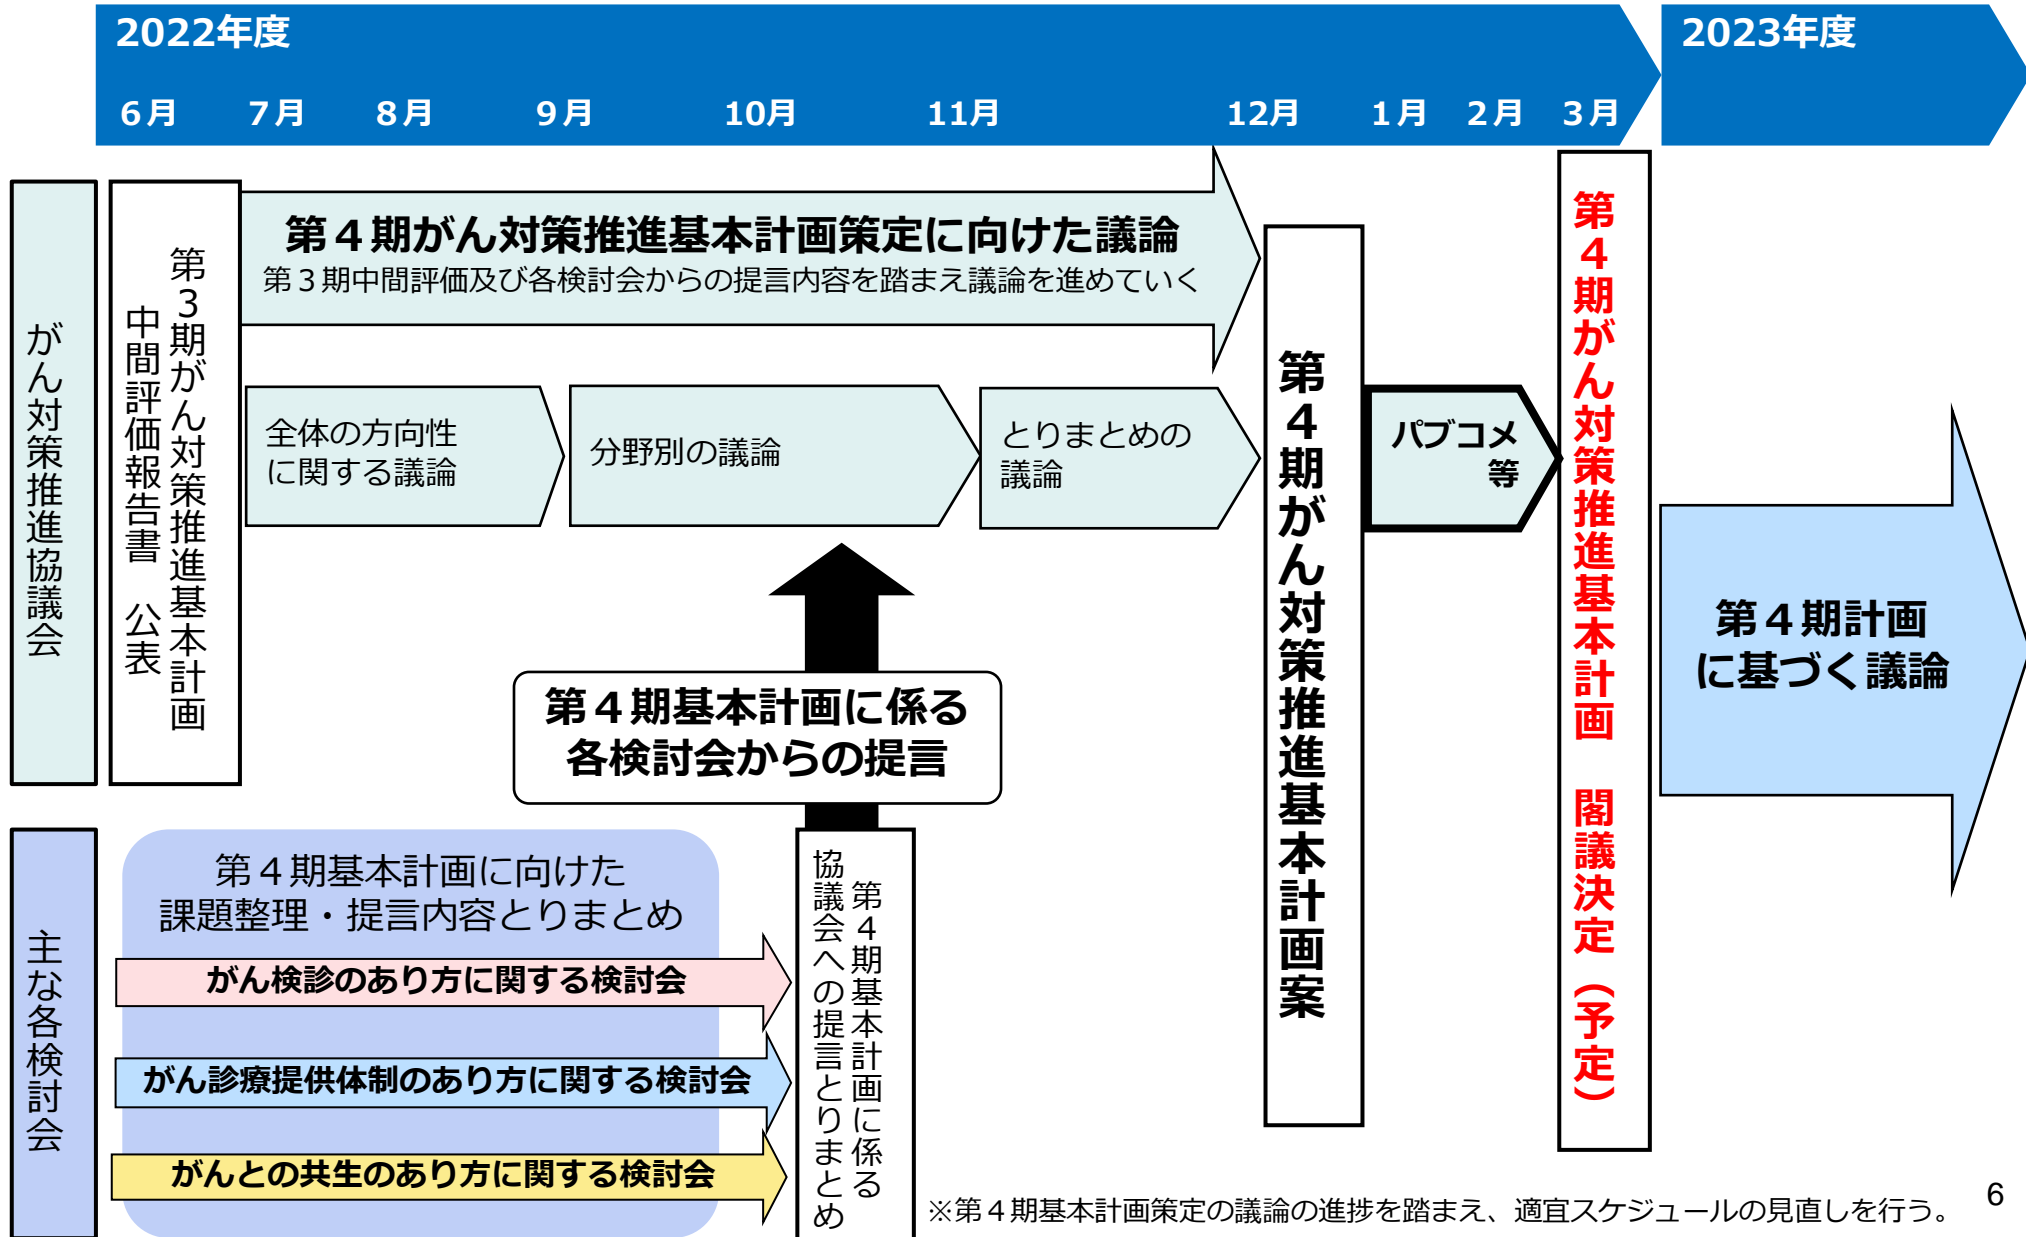 2022年度
2023年度
6月 7月 8月 9月 10月 11月 12月 1月 2月 3月
がん対策推進協議会
第3期がん対策推進基本計画
中間評価報告書　公表
第4期がん対策推進基本計画策定に向けた議論
第3期中間評価及び各検討会からの提言内容を踏まえ議論を進めていく
全体の方向性
に関する議論
分野別の議論
とりまとめの
議論
第4期がん対策推進基本計画案
パブコメ
等
第4期がん対策推進基本計画　閣議決定（予定）
第4期計画
に基づく議論
第4期基本計画に係る
各検討会からの提言
主な各検討会
第4期基本計画に向けた
課題整理・提言内容とりまとめ
がん検診のあり方に関する検討会
がん診療提供体制のあり方に関する検討会
がんとの共生のあり方に関する検討会
第4期基本計画に係る
協議会への提言とりまとめ
※第4期基本計画策定の議論の進捗を踏まえ、適宜スケジュールの見直しを行う。
6